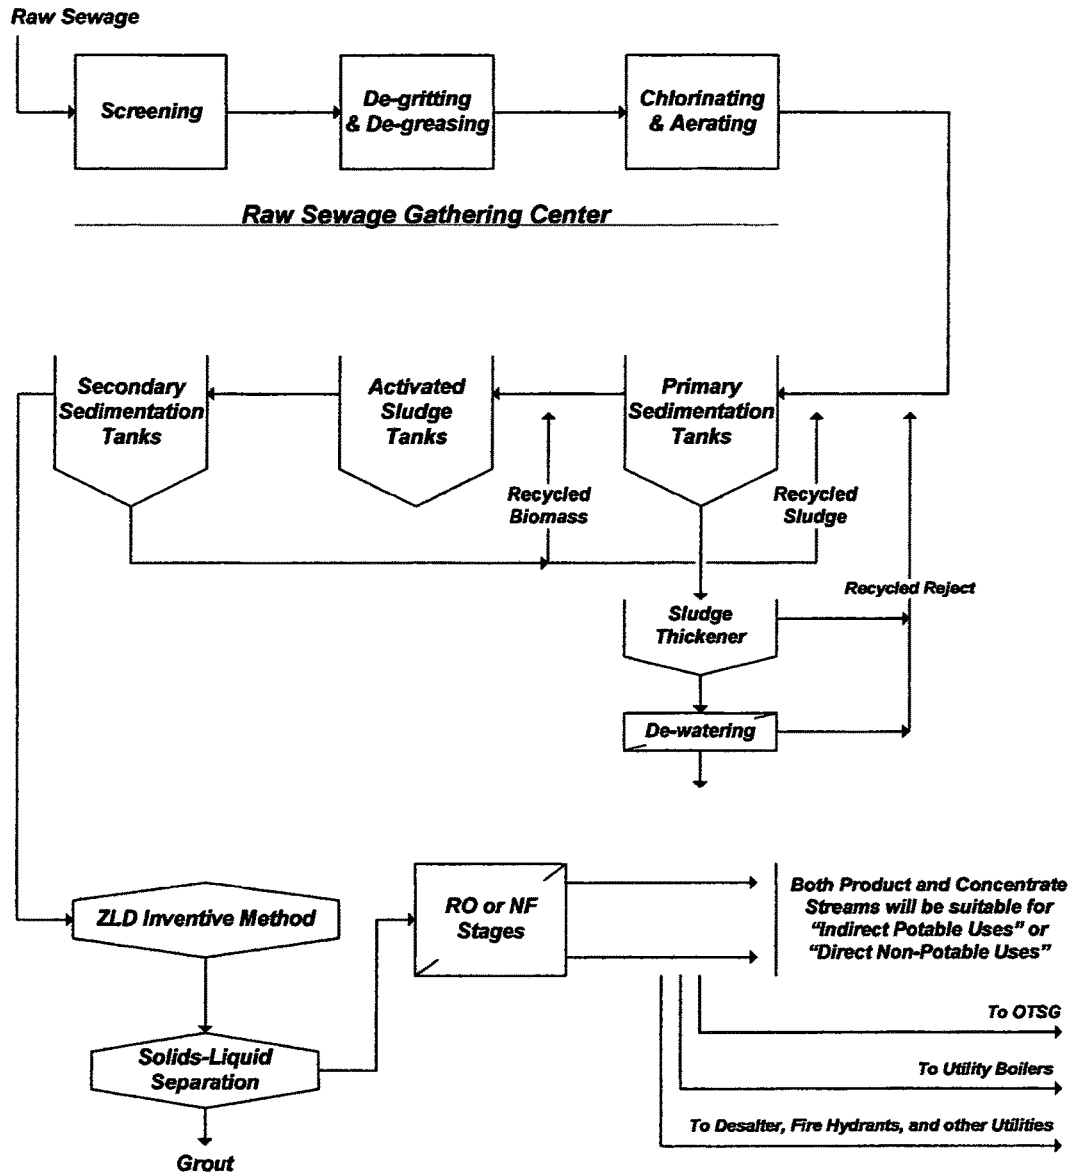 Raw Sewage
Screening
De-gritting
& De-greasing
Chlorinating
& Aerating
Raw Sewage Gathering Center
Secondary
Sedimentation
Tanks
Activated
Sludge
Tanks
Primary
Sedimentation
Tanks
Recycled
Biomass
Recycled
Sludge
Recycled Reject
Sludge
Thickener
De-watering
ZLD Inventive Method
RO or NF
Stages
Both Product and Concentrate
Streams will be suitable for
“Indirect Potable Uses” or
“Direct Non-Potable Uses”
To OTSG
Solids-Liquid
Separation
To Utility Boilers
To Desalter, Fire Hydrants, and other Utilities
Grout